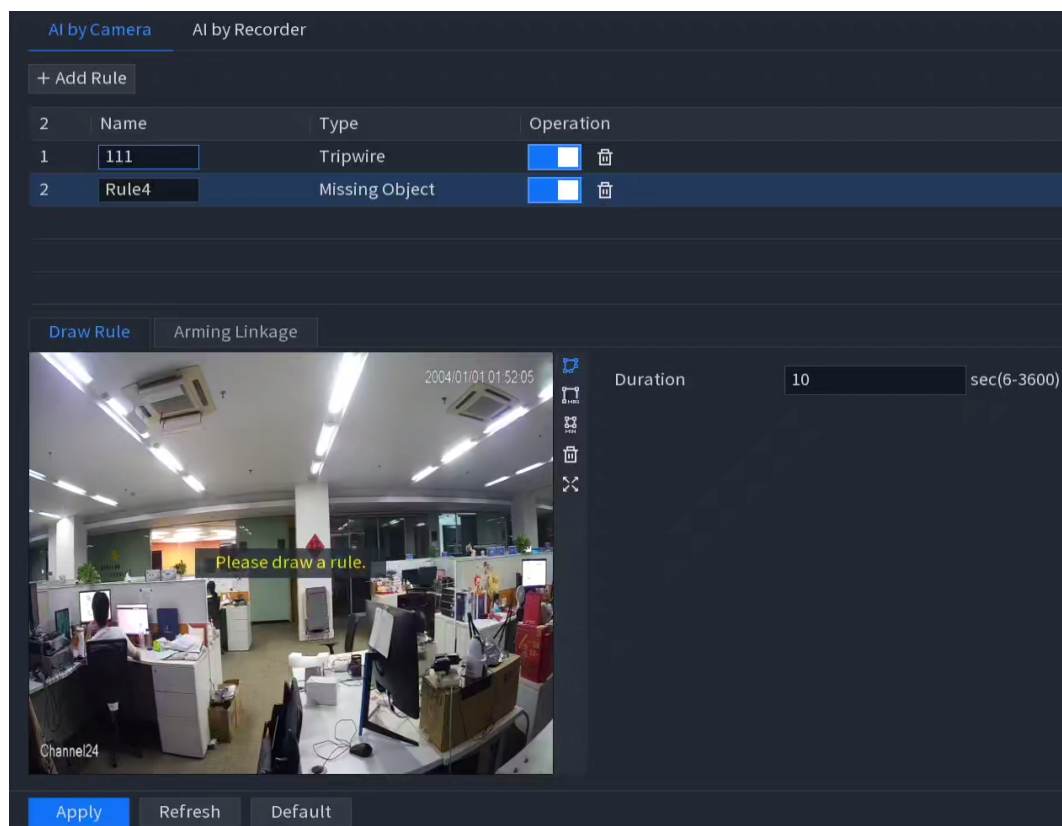 AI by Camera AI by Recorder
+ Add Rule
2 Name Type Operation
1 111 Tripwire
2 Rule4 Missing Object
Draw Rule Arming Linkage
2004/01/01 01:52:05
Duration 10 sec(6-3600)
MIN
Please draw a rule.
Channel24
Apply Refresh Default